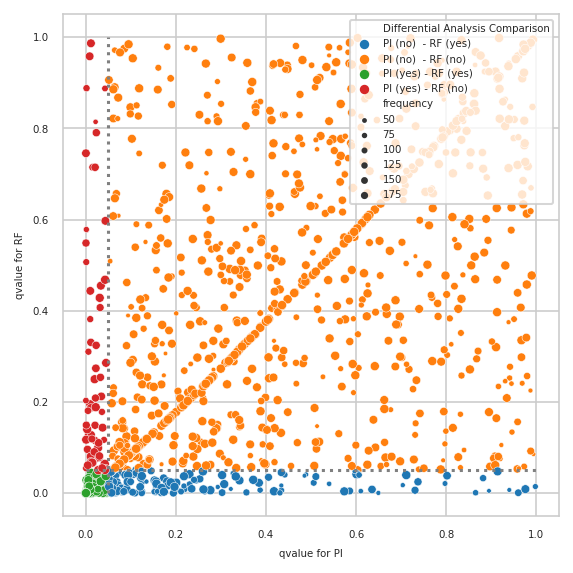 Differential Analysis Comparison
PI (no) - RF (yes)
PI (no) - RF (no)
PI (yes) - RF (yes)
PI (yes) - RF (no)
frequency
50
75
100
125
150
175
1.0
0.8
0.6
0.4
0.2
0.0
qvalue for RF
0.0 0.2 0.4 0.6 0.8 1.0
qvalue for PI